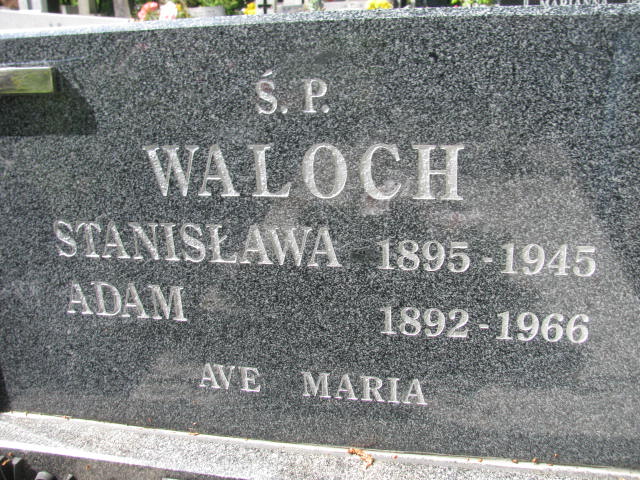 Ś. P.
WALOCH
STANISŁAWA 1895-1945
ADAM 1892-1966
AVE MARIA